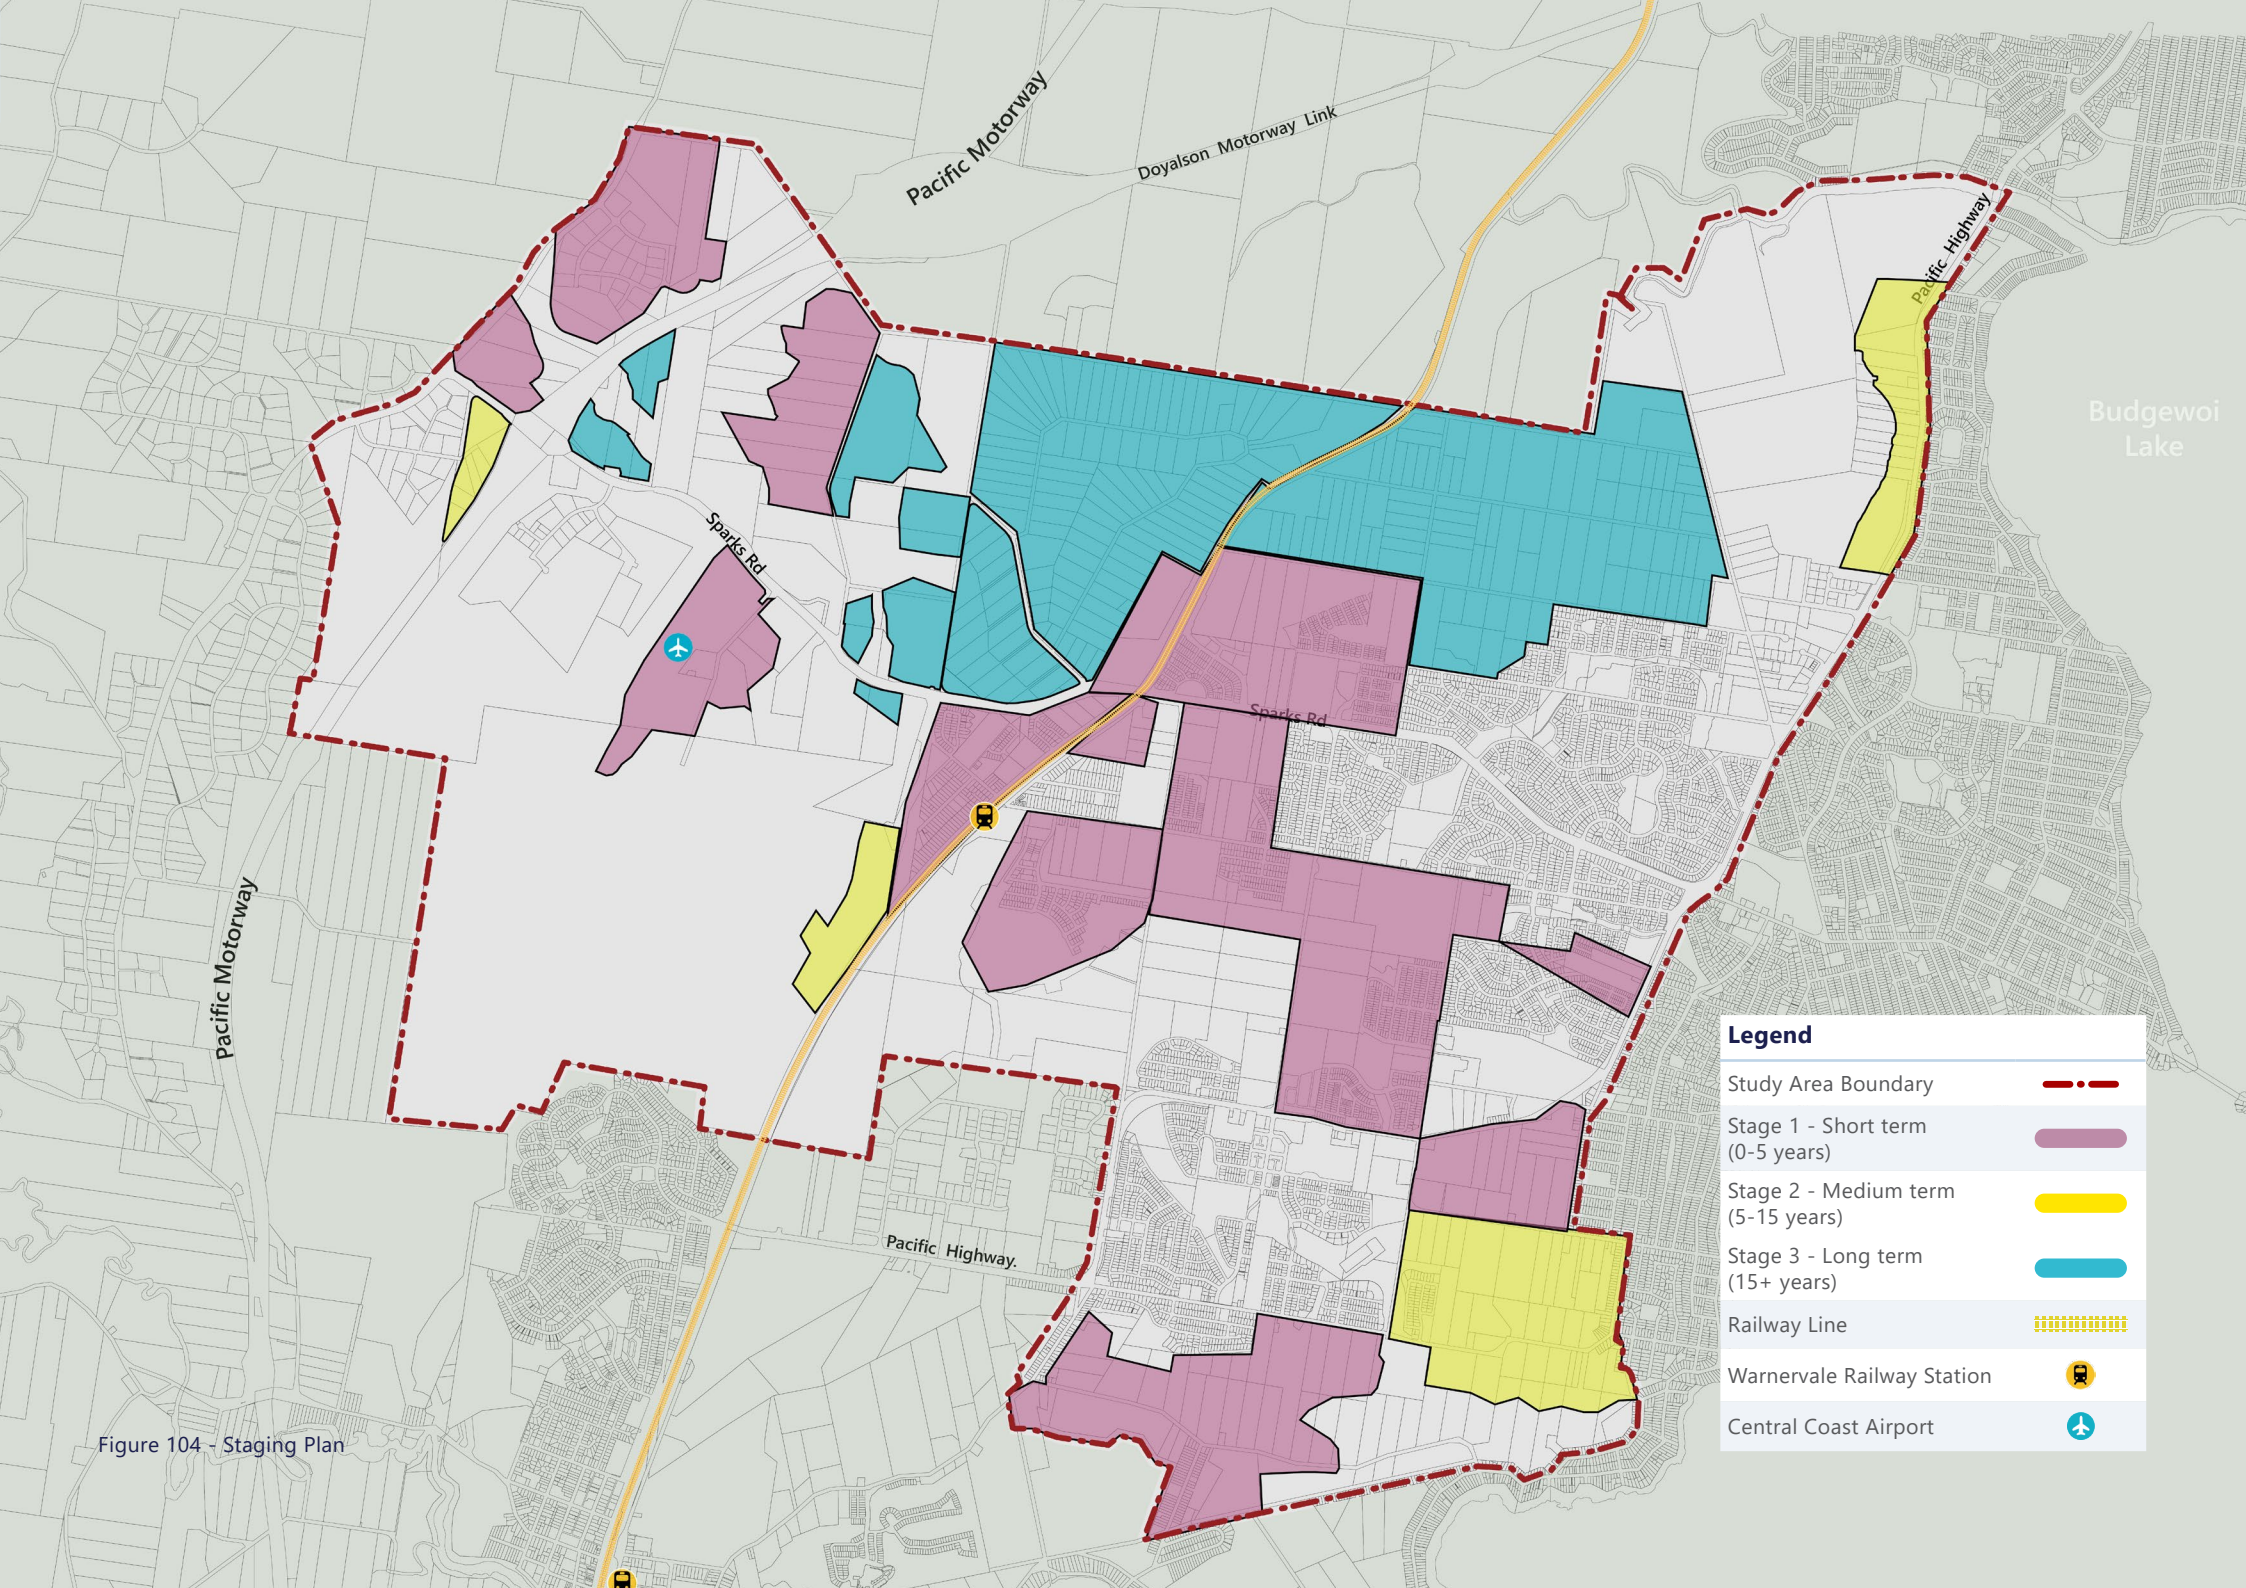 Pacific Motorway
Doyalson Motorway Link
Pacific Highway
Budgewoi
Lake
Sparks Rd
Sparks Rd
Pacific Motorway
Pacific Highway.
Figure 104 - Staging Plan
Legend
Study Area Boundary
Stage 1 - Short term
(0-5 years)
Stage 2 - Medium term
(5-15 years)
Stage 3 - Long term
(15+ years)
Railway Line
Warnervale Railway Station
Central Coast Airport